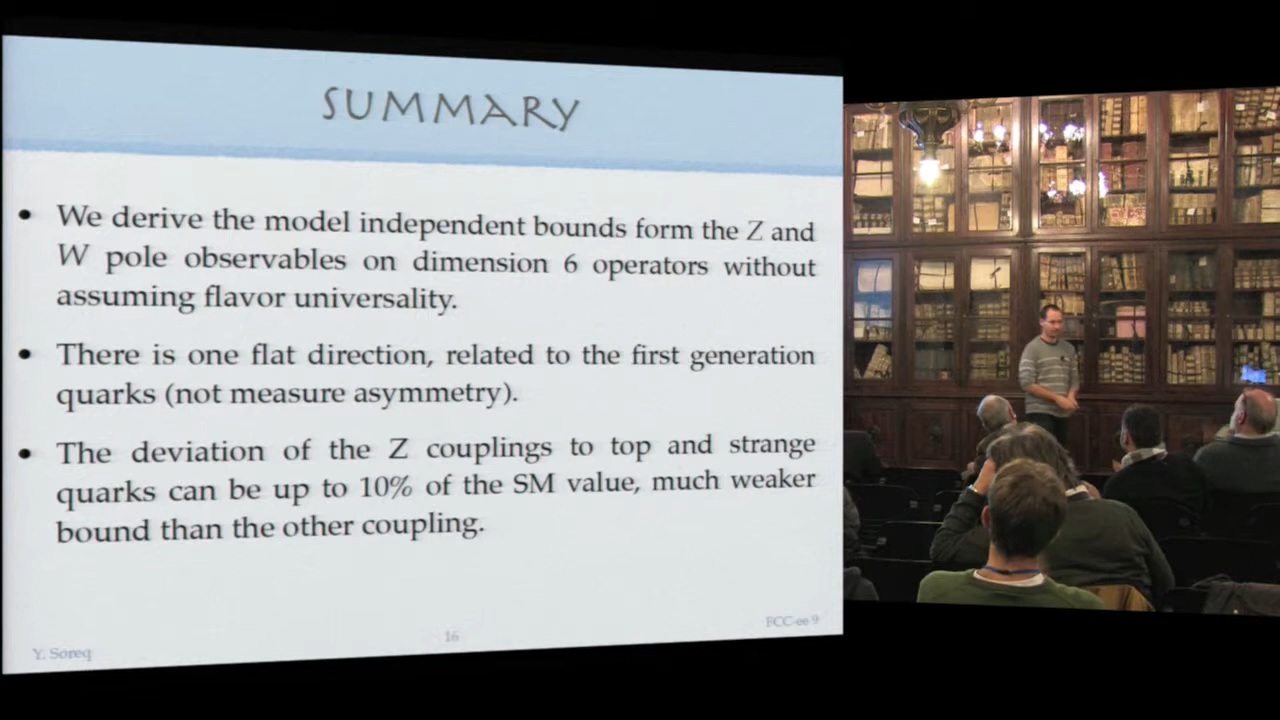 SUMMARY
• We derive the model independent bounds form the Z and
W pole observables on dimension 6 operators without
assuming flavor universality.
• There is one flat direction, related to the first generation
quarks (not measure asymmetry).
• The deviation of the Z couplings to top and strange
quarks can be up to 10% of the SM value, much weaker
bound than the other coupling.
Y. Soreq
16
FCC-ee 9